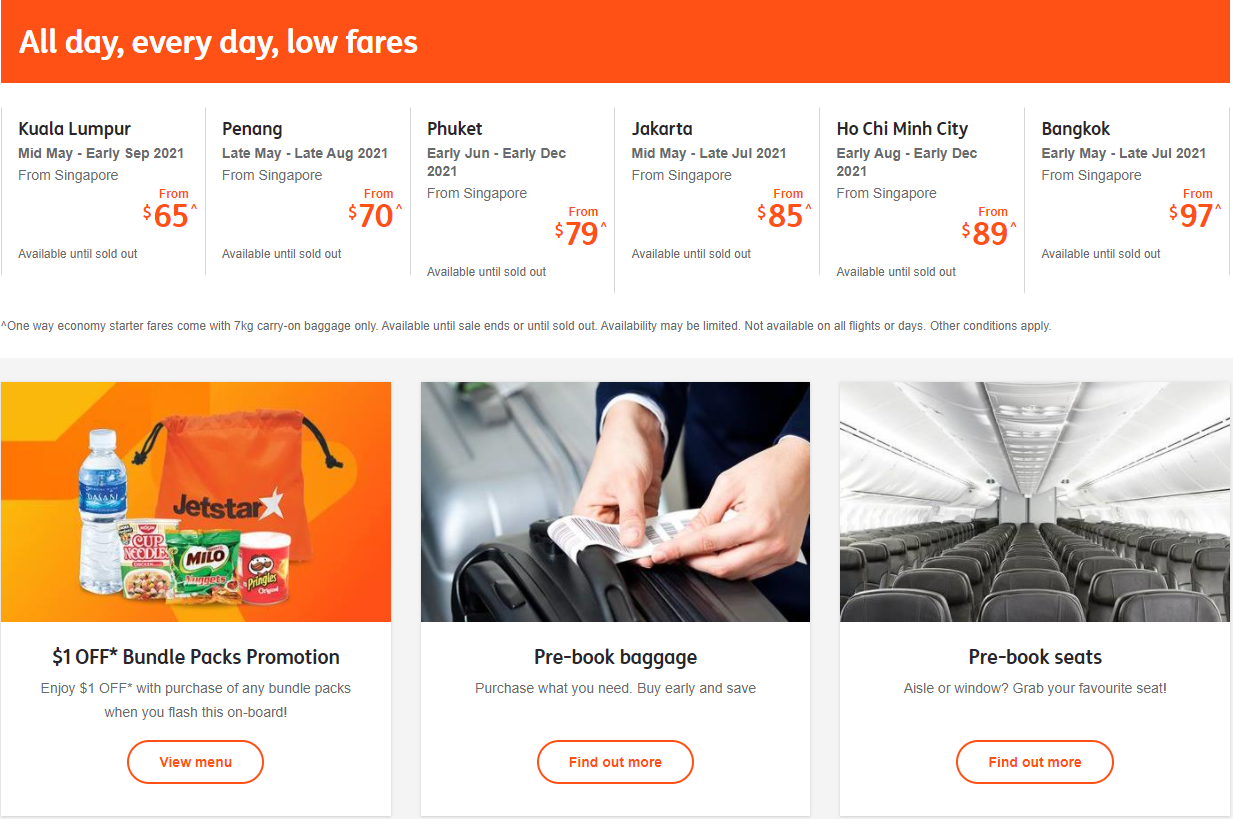 All day, every day, low fares
Kuala Lumpur
Mid May - Early Sep 2021
From Singapore
From
$65^
Available until sold out
Penang
Late May - Late Aug 2021
From Singapore
From
$70^
Available until sold out
Phuket
Early Jun - Early Dec
2021
From Singapore
From
$79^
Available until sold out
Jakarta
Mid May - Late Jul 2021
From Singapore
From
$85^
Available until sold out
Ho Chi Minh City
Early Aug - Early Dec
2021
From Singapore
From
$89^
Available until sold out
Bangkok
Early May - Late Jul 2021
From Singapore
From
$97^
Available until sold out
^One way economy starter fares come with 7kg carry-on baggage only. Available until sale ends or until sold out. Availability may be limited. Not available on all flights or days. Other conditions apply.
Jetstar
DASANI
CUP
NOODLES
MILO
Nuggets
Pringles
Original
$1 OFF* Bundle Packs Promotion
Enjoy $1 OFF* with purchase of any bundle packs
when you flash this on-board!
View menu
Pre-book baggage
Purchase what you need. Buy early and save
Find out more
Pre-book seats
Aisle or window? Grab your favourite seat!
Find out more